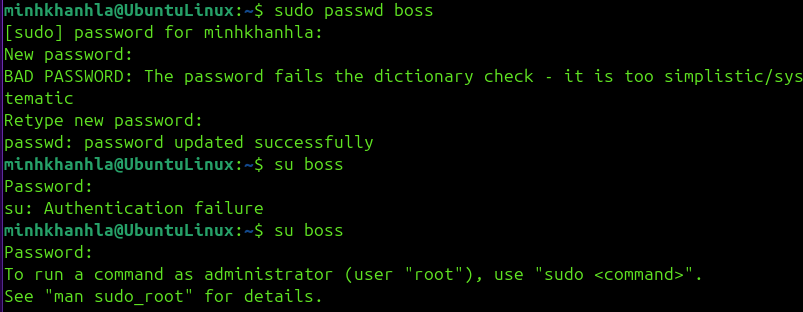 minhkhanhla@UbuntuLinux:~$ sudo passwd boss
[sudo] password for minhkhanhla:
New password:
BAD PASSWORD: The password fails the dictionary check - it is too simplistic/sys
tematic
Retype new password:
passwd: password updated successfully
minhkhanhla@UbuntuLinux:~$ su boss
Password:
su: Authentication failure
minhkhanhla@UbuntuLinux:~$ su boss
Password:
To run a command as administrator (user "root"), use "sudo <command>".
See "man sudo_root" for details.